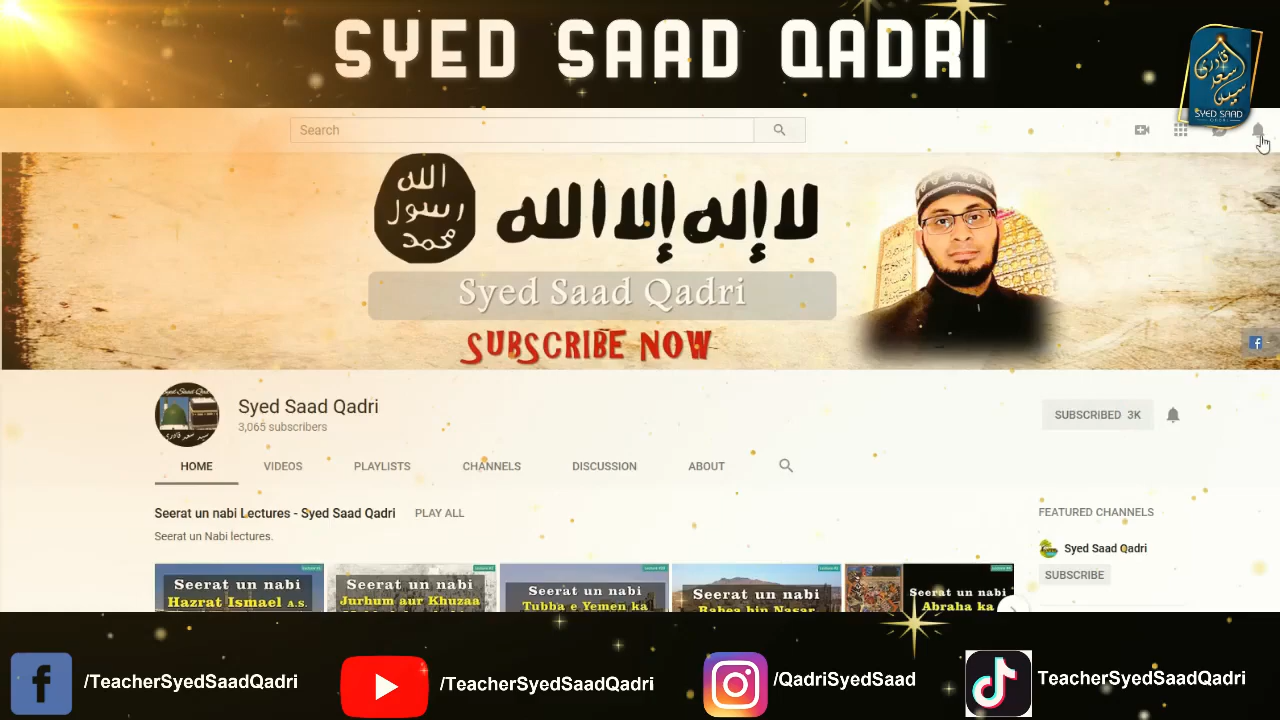 SYED SAAD QADRI
قادری
سعد
سید
SYED SAAD
Search
الله
رسول
محمد
لا إله إلا الله
Syed Saad Qadri
SUBSCRIBE NOW
Syed Saad Qadri
3,065 subscribers
SUBSCRIBED 3K
HOME VIDEOS PLAYLISTS CHANNELS DISCUSSION ABOUT
Seerat un nabi Lectures - Syed Saad Qadri PLAY ALL
Seerat un Nabi lectures.
FEATURED CHANNELS
Syed Saad Qadri
SUBSCRIBE
Seerat un nabi
Hazrat Ismael A.S.
Seerat un nabi
Jurhum aur Khuzaa
Seerat un nabi
Tubba e Yemen ka
Seerat un nabi
Rabea bin Nasar
Seerat un nabi
Abraha ka
/TeacherSyedSaadQadri
/TeacherSyedSaadQadri
/QadriSyedSaad
TeacherSyedSaadQadri